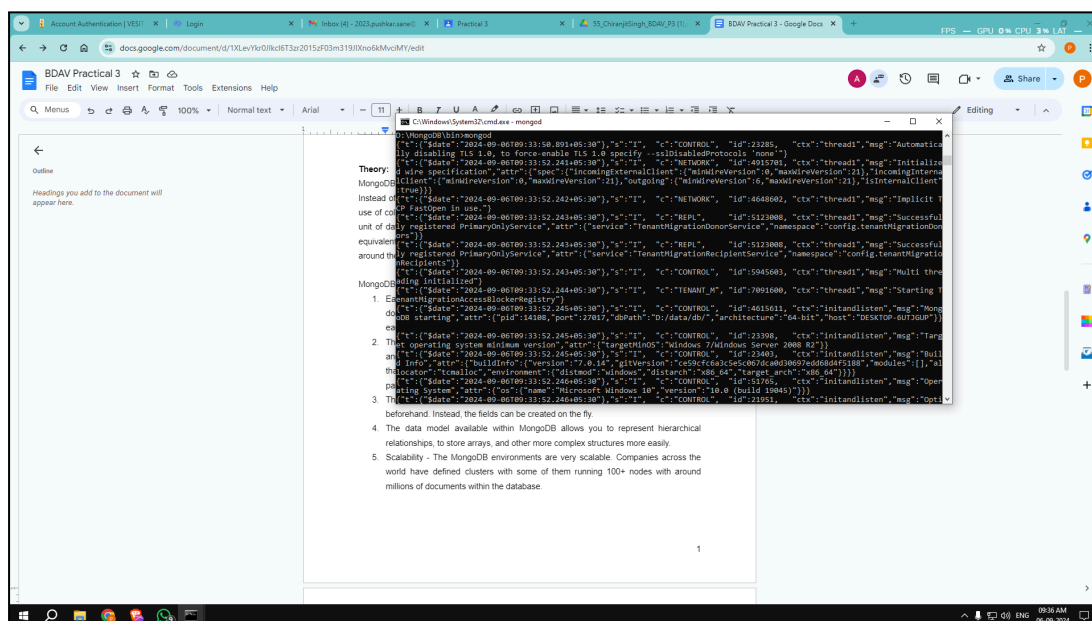 Account Authentication | VESIT
Login
Inbox (4) - 2023.pushkar.sane@
Practical 3
55_ChiranjitSingh_BDAV_P3 (1)
BDAV Practical 3 - Google Docs
FPS — GPU 0% CPU 3% LAT —
docs.google.com/document/d/1XLevYkr0JIkcI6T3zr2015zF03m319JIXno6kMvciMY/edit
P
BDAV Practical 3
File Edit View Insert Format Tools Extensions Help
A
Share
P
Menus
100%
Normal text
Arial
11
B I U A
Editing
C:\Windows\System32\cmd.exe - mongod
D:\MongoDB\bin>mongod
{"t":{"$date":"2024-09-06T09:33:50.891+05:30"},"s":"I", "c":"CONTROL", "id":23285, "ctx":"thread1","msg":"Automatica
lly disabling TLS 1.0, to force-enable TLS 1.0 specify --sslDisabledProtocols 'none'"}
{"t":{"$date":"2024-09-06T09:33:52.241+05:30"},"s":"I", "c":"NETWORK", "id":4915701, "ctx":"thread1","msg":"Initialize
d wire specification","attr":{"spec":{"incomingExternalClient":{"minWireVersion":0,"maxWireVersion":21},"incomingInterna
lClient":{"minWireVersion":0,"maxWireVersion":21},"outgoing":{"minWireVersion":6,"maxWireVersion":21},"isInternalClient"
:true}}}
{"t":{"$date":"2024-09-06T09:33:52.243+05:30"},"s":"I", "c":"NETWORK", "id":4648602, "ctx":"thread1","msg":"Implicit T
CP FastOpen in use."}
{"t":{"$date":"2024-09-06T09:33:52.243+05:30"},"s":"I", "c":"REPL", "id":5123008, "ctx":"thread1","msg":"Successful
ly registered PrimaryOnlyService","attr":{"service":"TenantMigrationDonorService","namespace":"config.tenantMigrationDon
ors"}}
{"t":{"$date":"2024-09-06T09:33:52.243+05:30"},"s":"I", "c":"REPL", "id":5123008, "ctx":"thread1","msg":"Successful
ly registered PrimaryOnlyService","attr":{"service":"TenantMigrationRecipientService","namespace":"config.tenantMigratio
nRecipients"}}
{"t":{"$date":"2024-09-06T09:33:52.243+05:30"},"s":"I", "c":"CONTROL", "id":5945603, "ctx":"thread1","msg":"Multi thre
ading initialized"}
{"t":{"$date":"2024-09-06T09:33:52.244+05:30"},"s":"I", "c":"TENANT_M", "id":7091600, "ctx":"thread1","msg":"Starting T
enantMigrationAccessBlockerRegistry"}
{"t":{"$date":"2024-09-06T09:33:52.245+05:30"},"s":"I", "c":"CONTROL", "id":4615611, "ctx":"initandlisten","msg":"Mong
oDB starting","attr":{"pid":14108,"port":27017,"dbPath":"D:/data/db/","architecture":"64-bit","host":"DESKTOP-6UTJGUP"}}
{"t":{"$date":"2024-09-06T09:33:52.245+05:30"},"s":"I", "c":"CONTROL", "id":23398, "ctx":"initandlisten","msg":"Targ
et operating system minimum version","attr":{"targetMinOS":"Windows 7/Windows Server 2008 R2"}}
{"t":{"$date":"2024-09-06T09:33:52.245+05:30"},"s":"I", "c":"CONTROL", "id":23403, "ctx":"initandlisten","msg":"Buil
d Info","attr":{"buildInfo":{"version":"7.0.14","gitVersion":"ce59cfc6a3c5e5c067dca0d30697edd68d4f5188","modules":[],"al
locator":"tcmalloc","environment":{"distmod":"windows","distarch":"x86_64","target_arch":"x86_64"}}}}
{"t":{"$date":"2024-09-06T09:33:52.246+05:30"},"s":"I", "c":"CONTROL", "id":51765, "ctx":"initandlisten","msg":"Oper
ating System","attr":{"os":{"name":"Microsoft Windows 10","version":"10.0 (build 19045)"}}}
{"t":{"$date":"2024-09-06T09:33:52.246+05:30"},"s":"I", "c":"CONTROL", "id":21951, "ctx":"initandlisten","msg":"Opti
Outline
Headings you add to the document will
appear here.
Theory:
MongoDB
Instead of
use of col
unit of da
equivalen
around the
MongoDB
1. Ea
do
ea
2. Th
an
tha
pa
3. Th
beforehand. Instead, the fields can be created on the fly.
4. The data model available within MongoDB allows you to represent hierarchical
relationships, to store arrays, and other more complex structures more easily.
5. Scalability - The MongoDB environments are very scalable. Companies across the
world have defined clusters with some of them running 100+ nodes with around
millions of documents within the database.
1
ENG
09:36 AM
06-09-2024